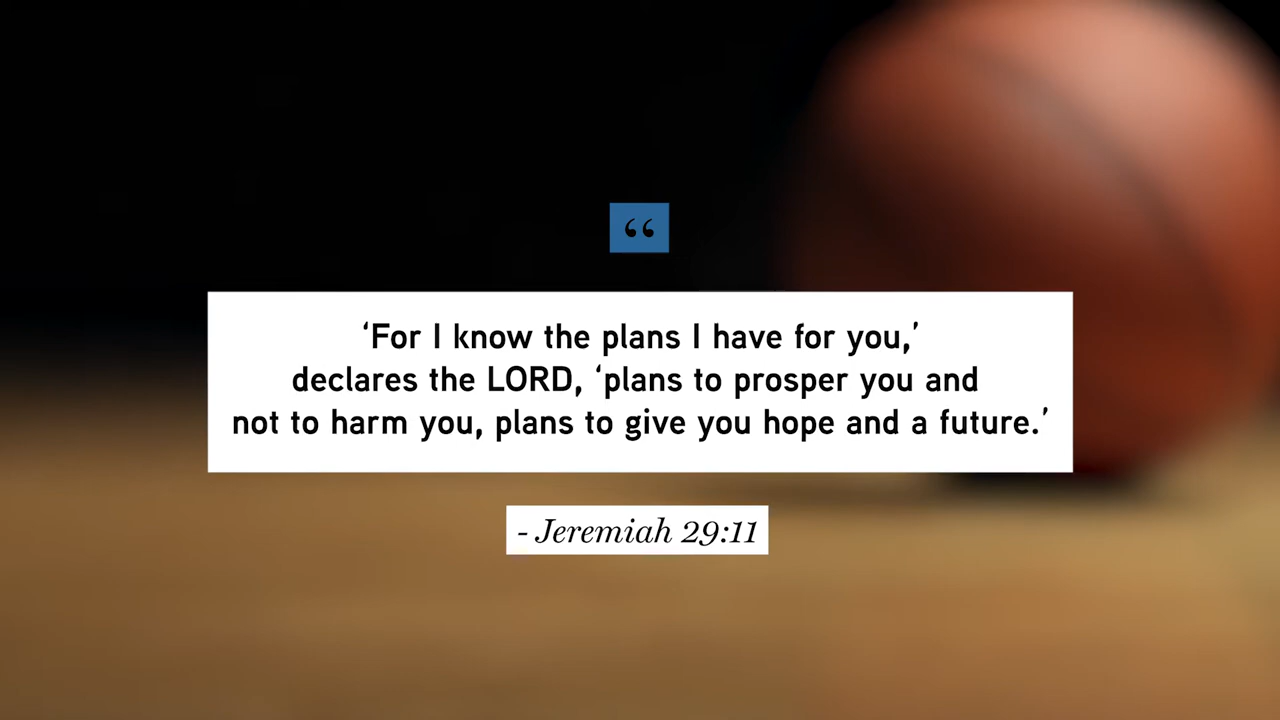 “
‘For I know the plans I have for you,’
declares the LORD, ‘plans to prosper you and
not to harm you, plans to give you hope and a future.’
- Jeremiah 29:11